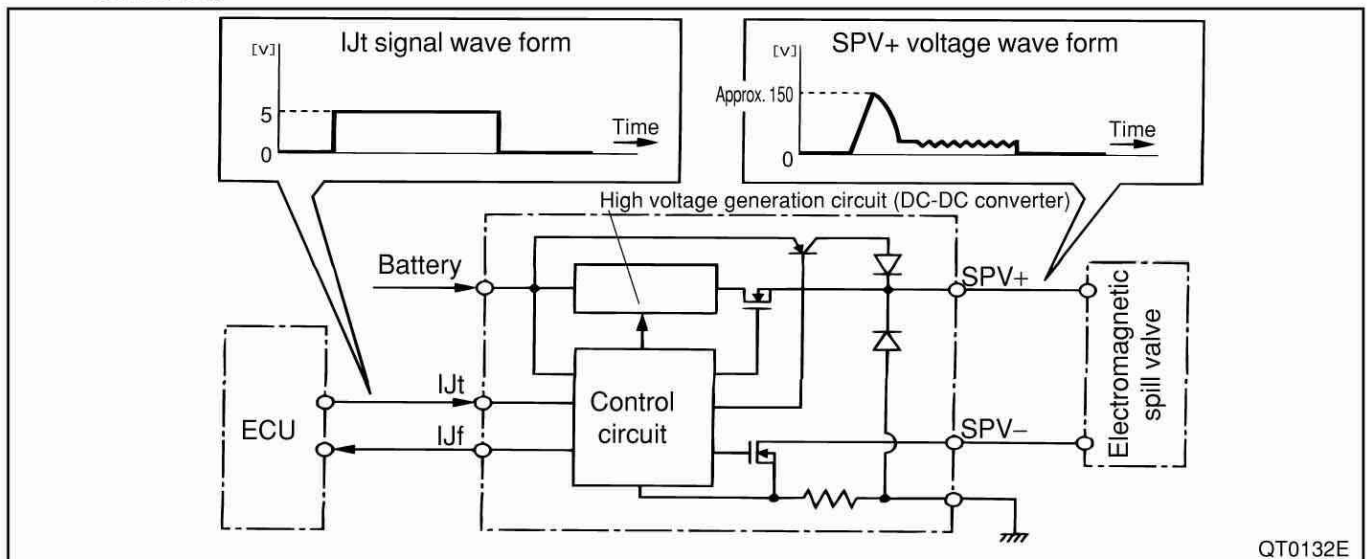 IJt signal wave form
[V]
5
0
Time
SPV+ voltage wave form
[V]
Approx. 150
0
Time
High voltage generation circuit (DC-DC converter)
Battery
SPV+
ECU
IJt
IJf
Control
circuit
SPV−
Electromagnetic
spill valve
QT0132E